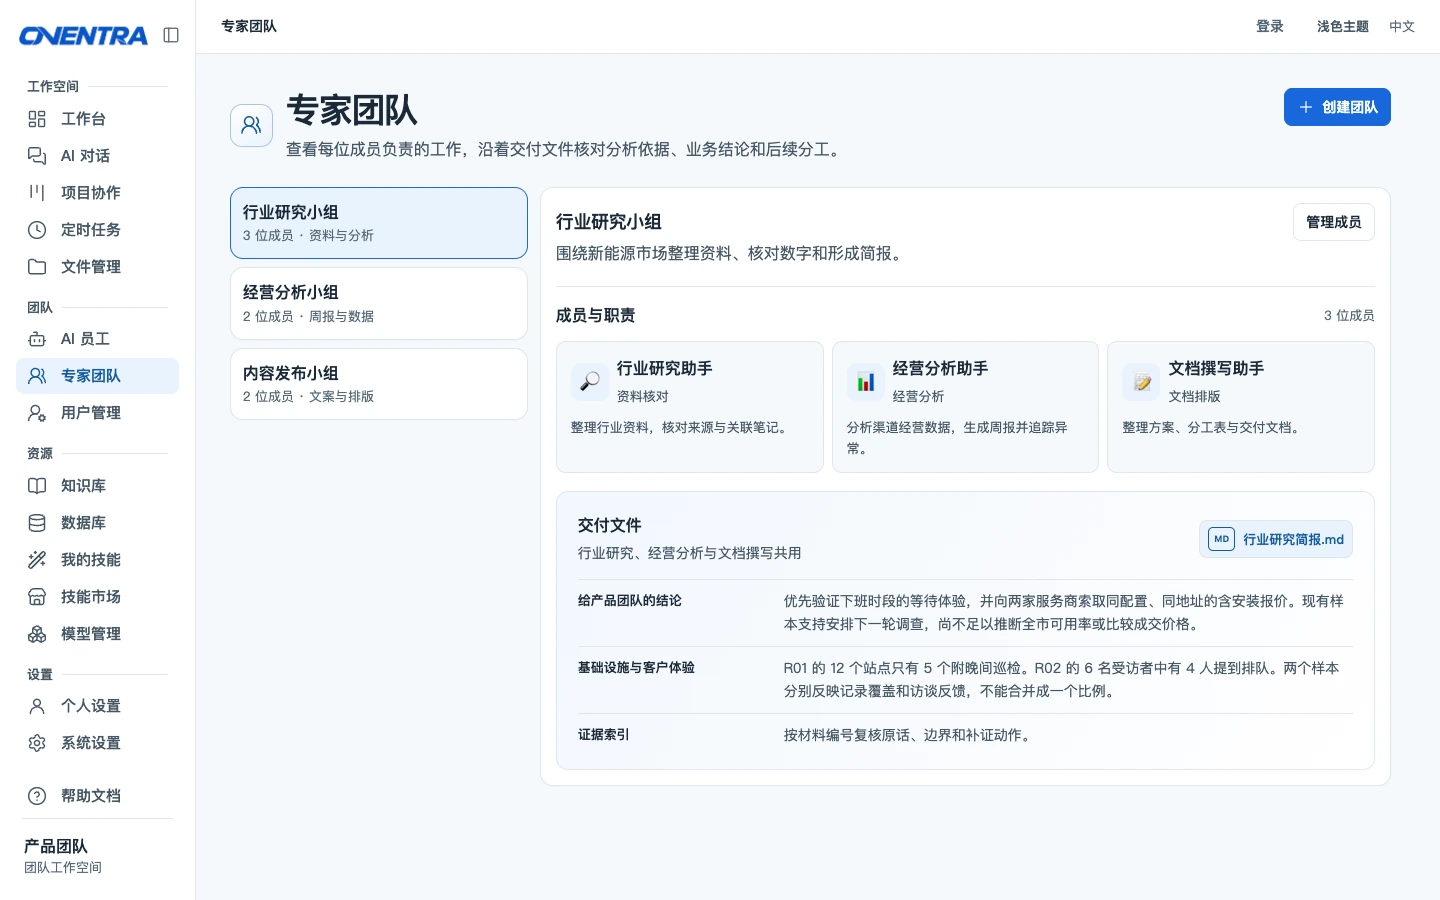 ONENTRA
工作空间
工作台
AI 对话
项目协作
定时任务
文件管理
团队
AI 员工
专家团队
用户管理
资源
知识库
数据库
我的技能
技能市场
模型管理
设置
个人设置
系统设置
帮助文档
产品团队
团队工作空间
专家团队
登录
浅色主题
中文
专家团队
查看每位成员负责的工作，沿着交付文件核对分析依据、业务结论和后续分工。
创建团队
行业研究小组
3 位成员 · 资料与分析
经营分析小组
2 位成员 · 周报与数据
内容发布小组
2 位成员 · 文案与排版
行业研究小组
围绕新能源市场整理资料、核对数字和形成简报。
管理成员
成员与职责
3 位成员
行业研究助手
资料核对
整理行业资料，核对来源与关联笔记。
经营分析助手
经营分析
分析渠道经营数据，生成周报并追踪异
常。
文档撰写助手
文档排版
整理方案、分工表与交付文档。
交付文件
行业研究、经营分析与文档撰写共用
MD
行业研究简报.md
给产品团队的结论
优先验证下班时段的等待体验，并向两家服务商索取同配置、同地址的含安装报价。现有样
本支持安排下一轮调查，尚不足以推断全市可用率或比较成交价格。
基础设施与客户体验
R01 的 12 个站点只有 5 个附晚间巡检。R02 的 6 名受访者中有 4 人提到排队。两个样本
分别反映记录覆盖和访谈反馈，不能合并成一个比例。
证据索引
按材料编号复核原话、边界和补证动作。